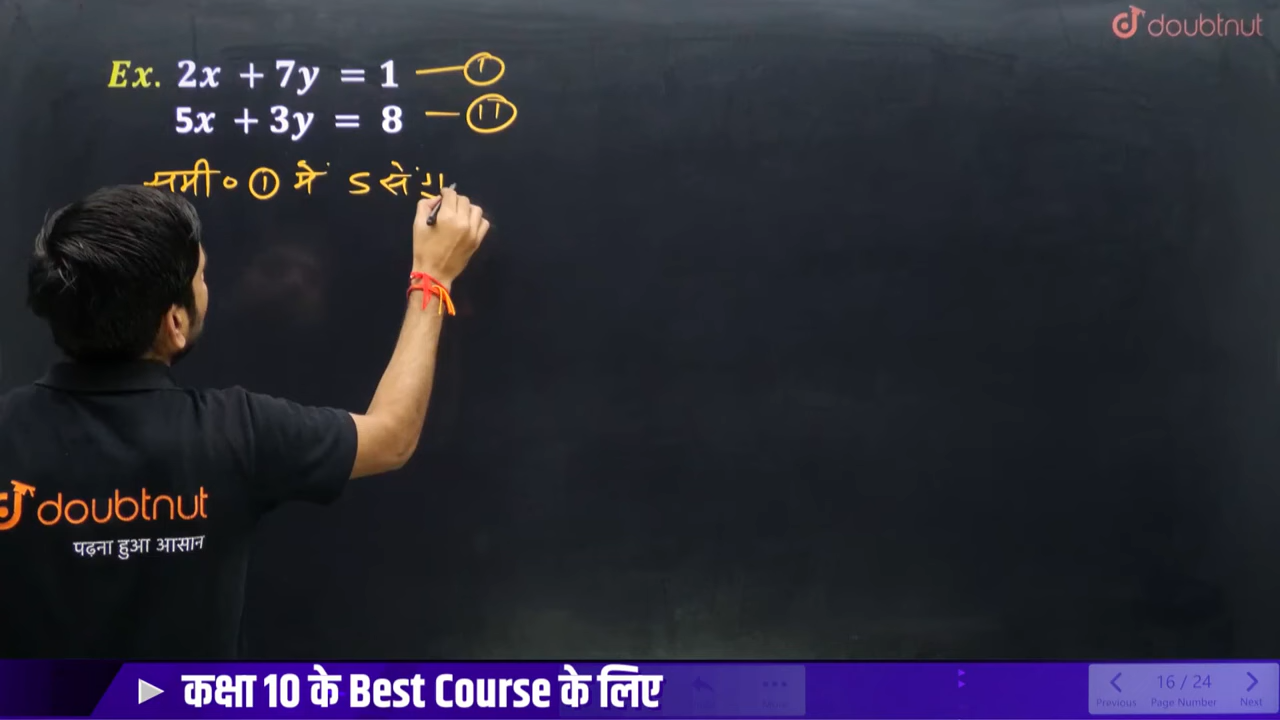 doubtnut
Ex. 2x + 7y = 1 — ①
5x + 3y = 8 — ⑪
समी० ① में 5 से
doubtnut
पढ़ना हुआ आसान
कक्षा 10 के Best Course के लिए
16 / 24
Previous Page Number Next